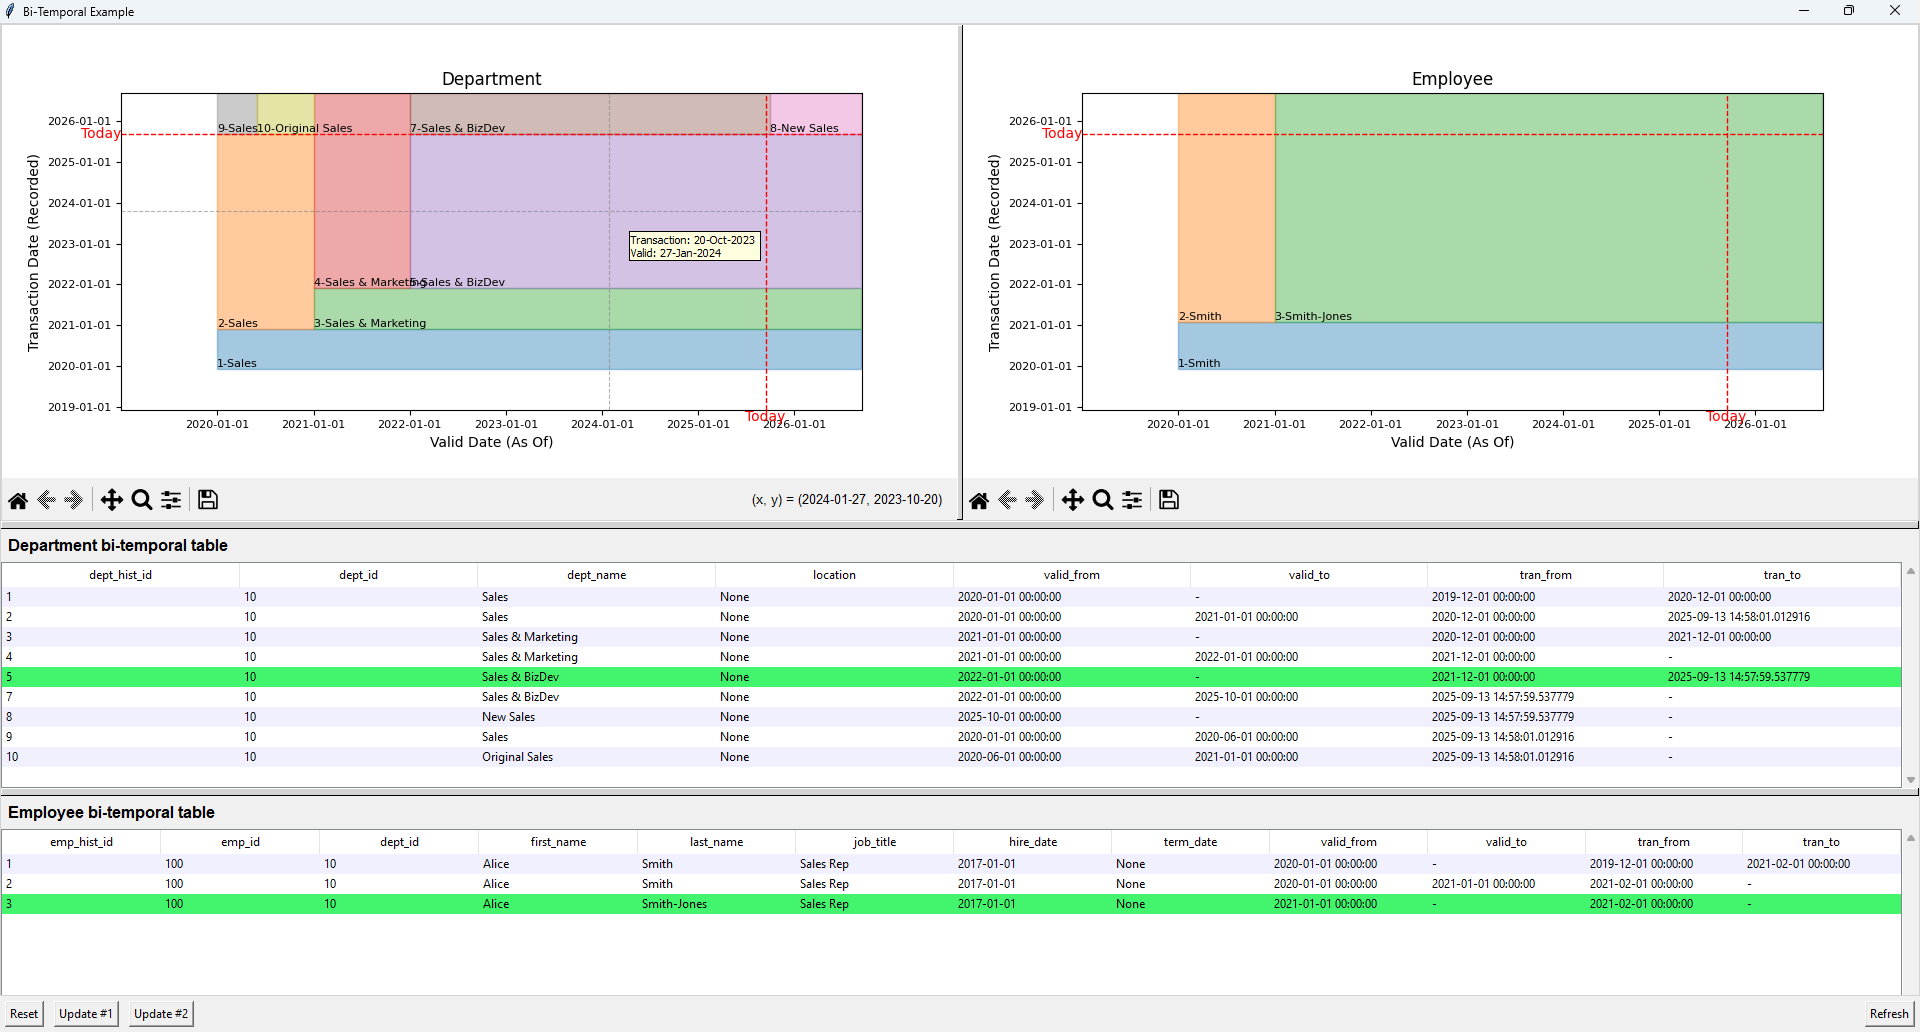 Bi-Temporal Example
Department
Transaction Date (Recorded)
2026-01-01
Today
2025-01-01
2024-01-01
2023-01-01
2022-01-01
2021-01-01
2020-01-01
2019-01-01
9-Sales
10-Original Sales
7-Sales & BizDev
8-New Sales
Transaction: 20-Oct-2023
Valid: 27-Jan-2024
4-Sales & Marketing
5-Sales & BizDev
2-Sales
3-Sales & Marketing
1-Sales
Today
2020-01-01 2021-01-01 2022-01-01 2023-01-01 2024-01-01 2025-01-01 2026-01-01
Valid Date (As Of)
(x, y) = (2024-01-27, 2023-10-20)
Employee
Transaction Date (Recorded)
2026-01-01
Today
2025-01-01
2024-01-01
2023-01-01
2022-01-01
2021-01-01
2020-01-01
2019-01-01
2-Smith
3-Smith-Jones
1-Smith
Today
2020-01-01 2021-01-01 2022-01-01 2023-01-01 2024-01-01 2025-01-01 2026-01-01
Valid Date (As Of)
Department bi-temporal table
dept_hist_id dept_id dept_name location valid_from valid_to tran_from tran_to
1 10 Sales None 2020-01-01 00:00:00 - 2019-12-01 00:00:00 2020-12-01 00:00:00
2 10 Sales None 2020-01-01 00:00:00 2021-01-01 00:00:00 2020-12-01 00:00:00 2025-09-13 14:58:01.012916
3 10 Sales & Marketing None 2021-01-01 00:00:00 - 2020-12-01 00:00:00 2021-12-01 00:00:00
4 10 Sales & Marketing None 2021-01-01 00:00:00 2022-01-01 00:00:00 2021-12-01 00:00:00 -
5 10 Sales & BizDev None 2022-01-01 00:00:00 - 2021-12-01 00:00:00 2025-09-13 14:57:59.537779
7 10 Sales & BizDev None 2022-01-01 00:00:00 2025-10-01 00:00:00 2025-09-13 14:57:59.537779 -
8 10 New Sales None 2025-10-01 00:00:00 - 2025-09-13 14:57:59.537779 -
9 10 Sales None 2020-01-01 00:00:00 2020-06-01 00:00:00 2025-09-13 14:58:01.012916 -
10 10 Original Sales None 2020-06-01 00:00:00 2021-01-01 00:00:00 2025-09-13 14:58:01.012916 -
Employee bi-temporal table
emp_hist_id emp_id dept_id first_name last_name job_title hire_date term_date valid_from valid_to tran_from tran_to
1 100 10 Alice Smith Sales Rep 2017-01-01 None 2020-01-01 00:00:00 - 2019-12-01 00:00:00 2021-02-01 00:00:00
2 100 10 Alice Smith Sales Rep 2017-01-01 None 2020-01-01 00:00:00 2021-01-01 00:00:00 2021-02-01 00:00:00 -
3 100 10 Alice Smith-Jones Sales Rep 2017-01-01 None 2021-01-01 00:00:00 - 2021-02-01 00:00:00 -
Reset Update #1 Update #2 Refresh